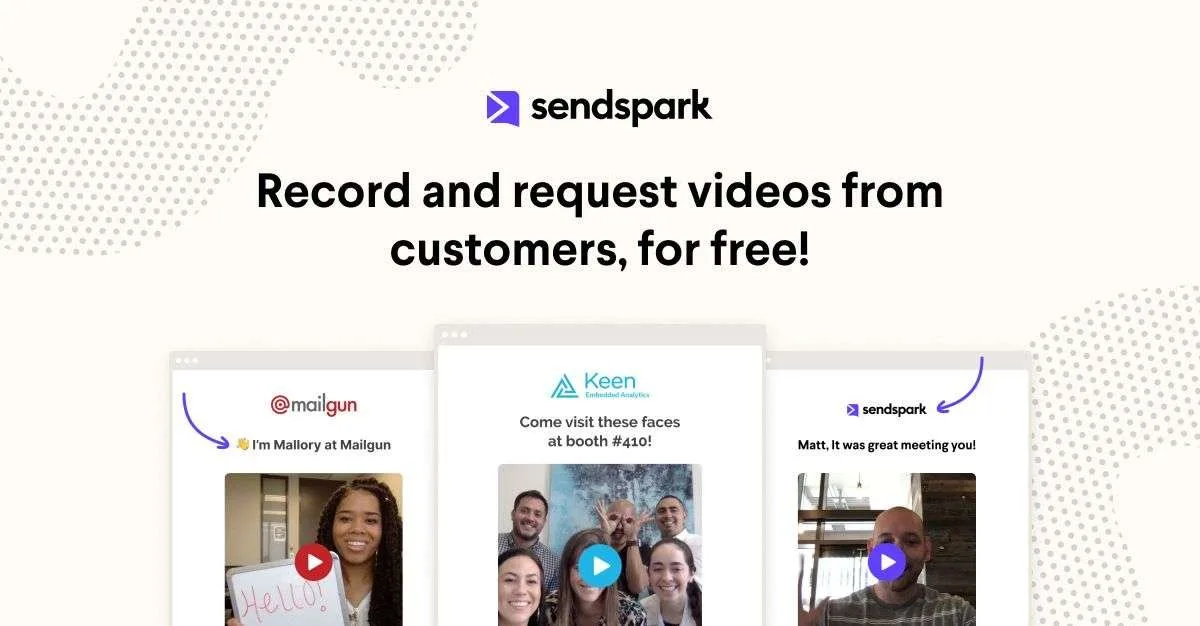 sendspark
Record and request videos from
customers, for free!
@mailgun
👋 I'm Mallory at Mailgun
HELLO!
Keen
Embedded Analytics
Come visit these faces
at booth #410!
sendspark
Matt, It was great meeting you!